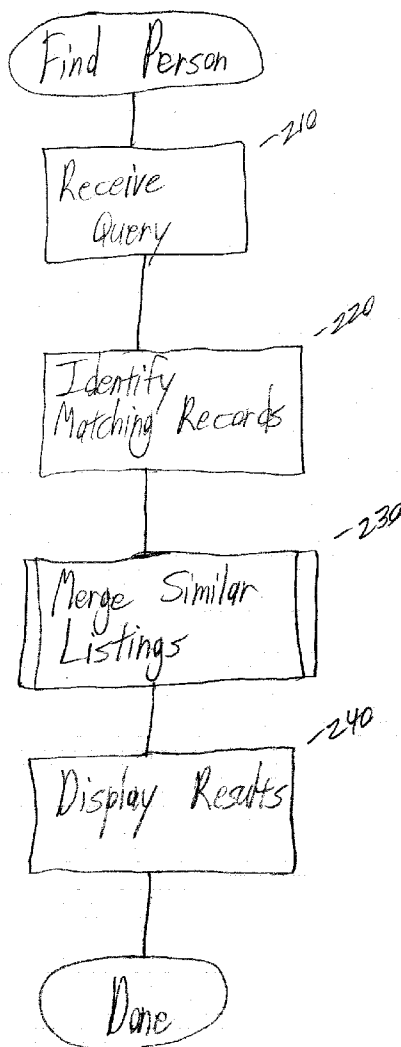 Find Person
210
Receive
Query
220
Identify
Matching Records
230
Merge Similar
Listings
240
Display Results
Done